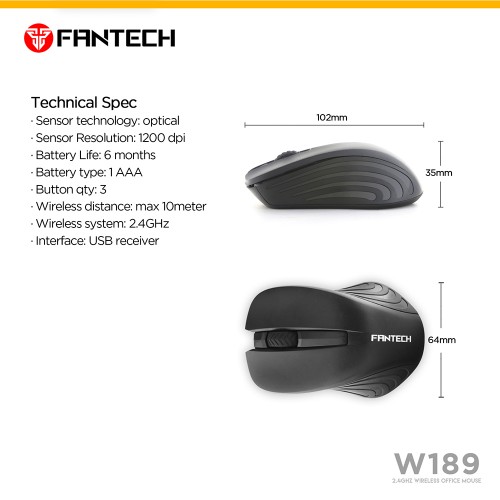 FANTECH
Technical Spec
· Sensor technology: optical
· Sensor Resolution: 1200 dpi
· Battery Life: 6 months
· Battery type: 1 AAA
· Button qty: 3
· Wireless distance: max 10meter
· Wireless system: 2.4GHz
· Interface: USB receiver
102mm
35mm
FANTECH
64mm
W189
2.4GHZ WIRELESS OFFICE MOUSE